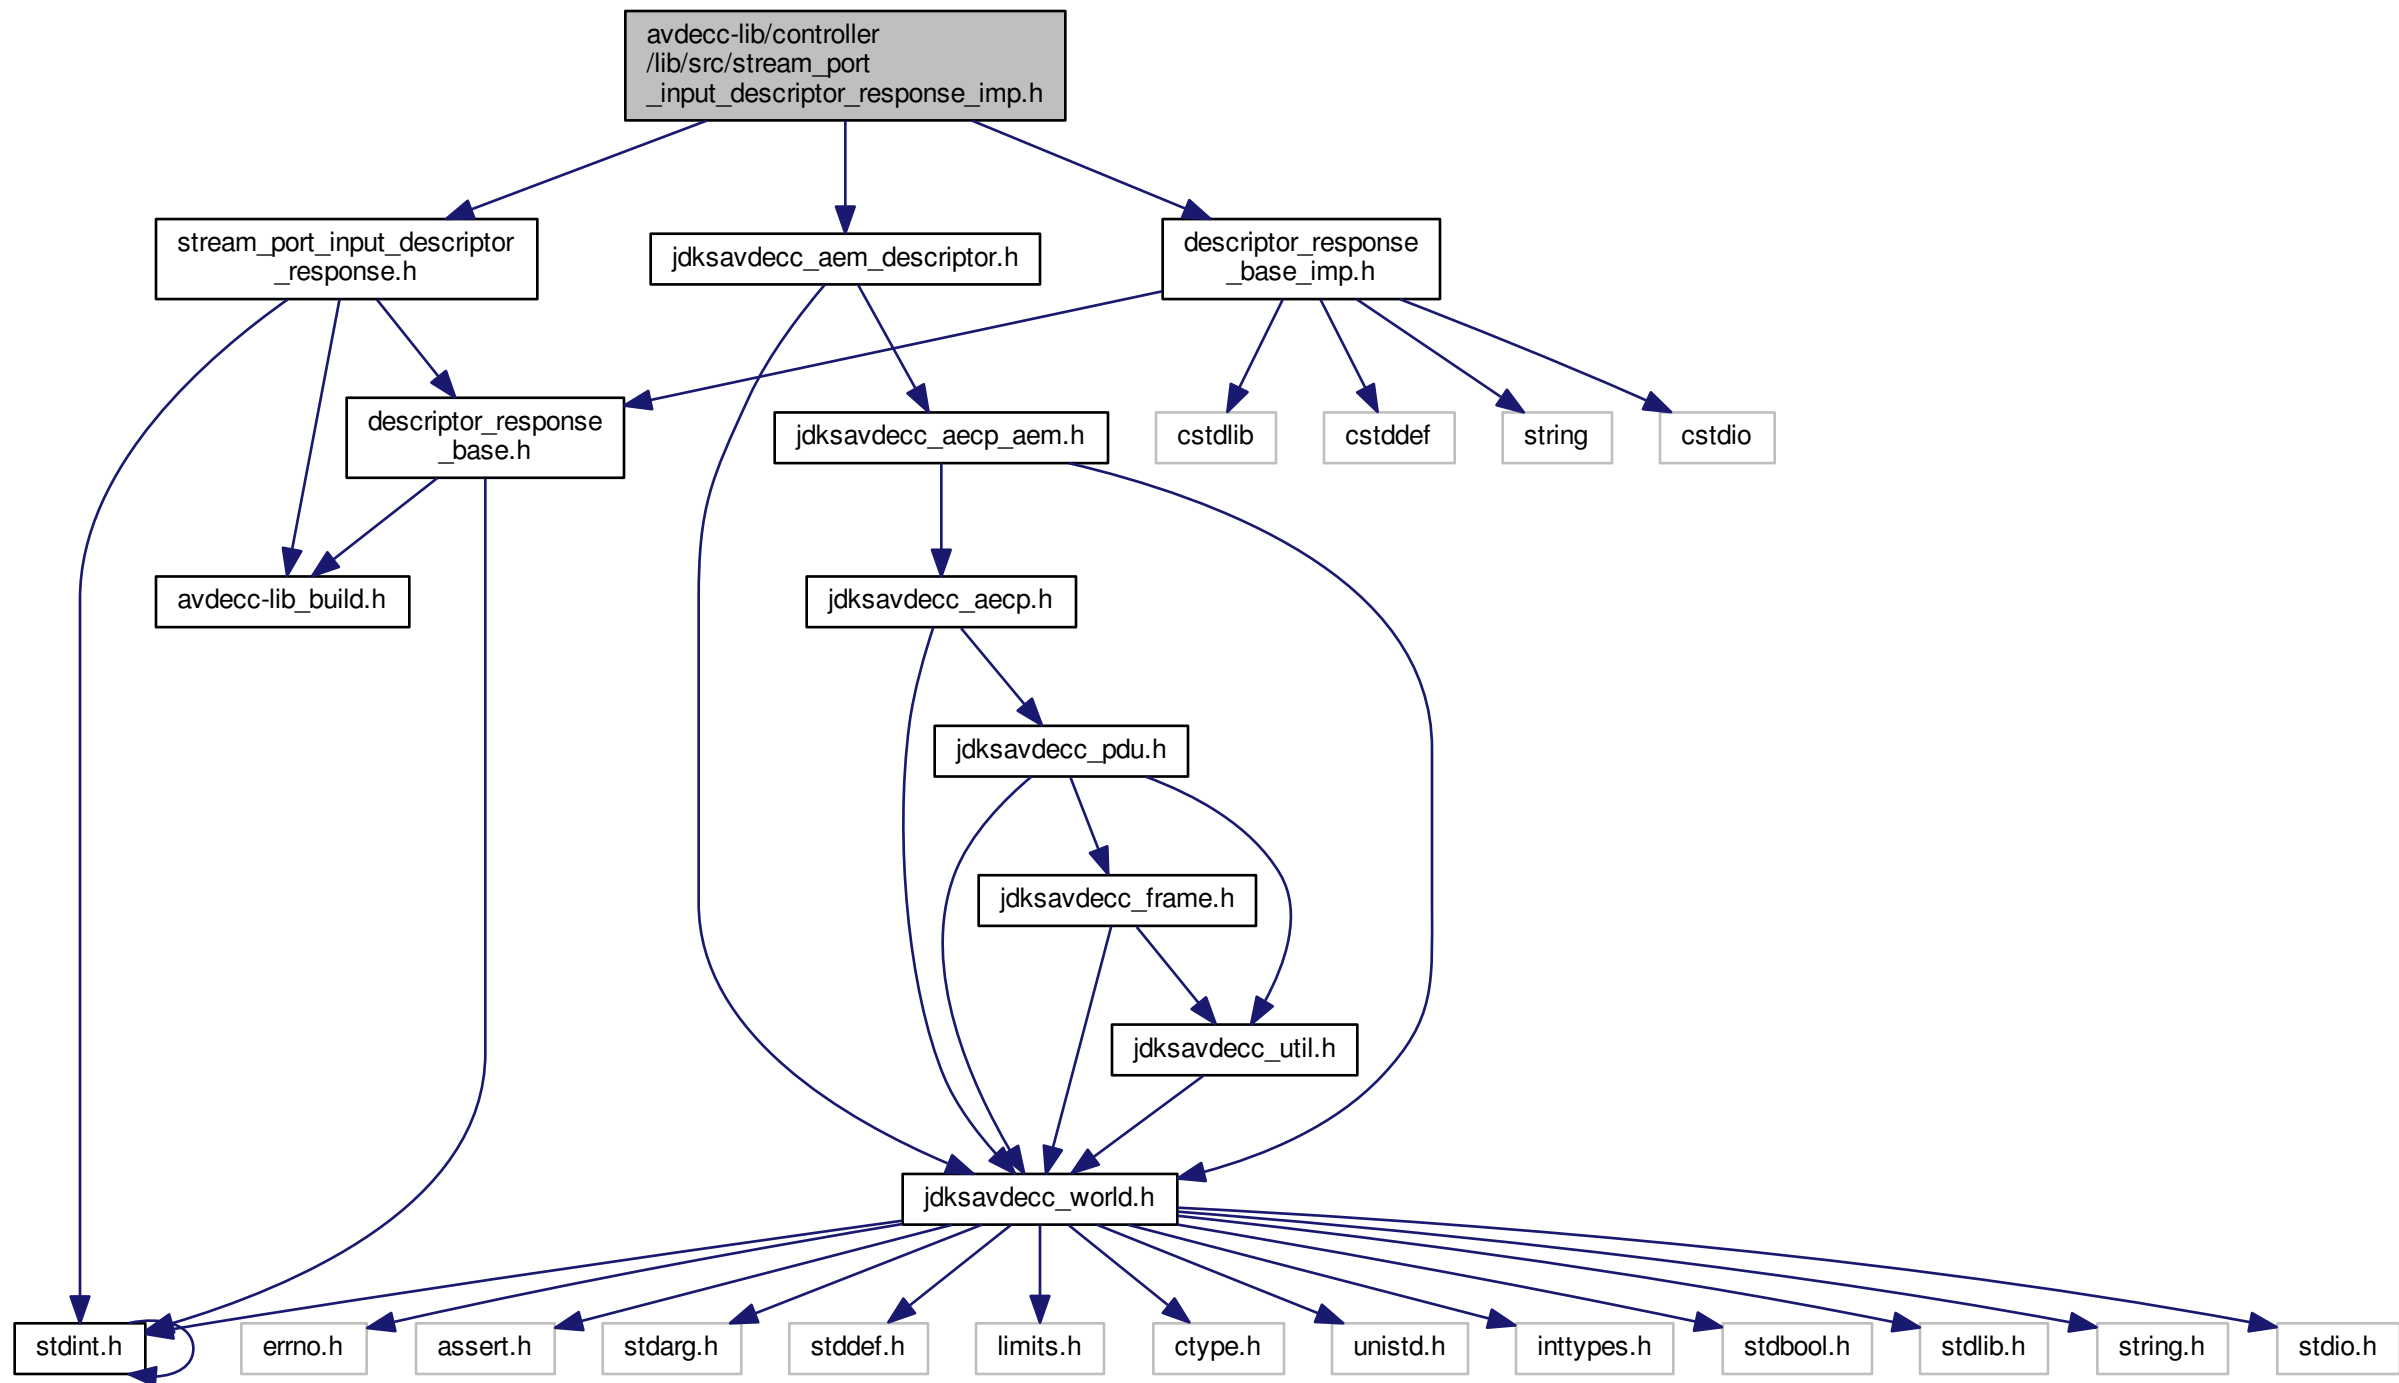 avdecc-lib/controller
/lib/src/stream_port
_input_descriptor_response_imp.h
stream_port_input_descriptor
_response.h
jdksavdecc_aem_descriptor.h
descriptor_response
_base_imp.h
descriptor_response
_base.h
jdksavdecc_aecp_aem.h
cstdlib
cstddef
string
cstdio
avdecc-lib_build.h
jdksavdecc_aecp.h
jdksavdecc_pdu.h
jdksavdecc_frame.h
jdksavdecc_util.h
jdksavdecc_world.h
stdint.h
errno.h
assert.h
stdarg.h
stddef.h
limits.h
ctype.h
unistd.h
inttypes.h
stdbool.h
stdlib.h
string.h
stdio.h